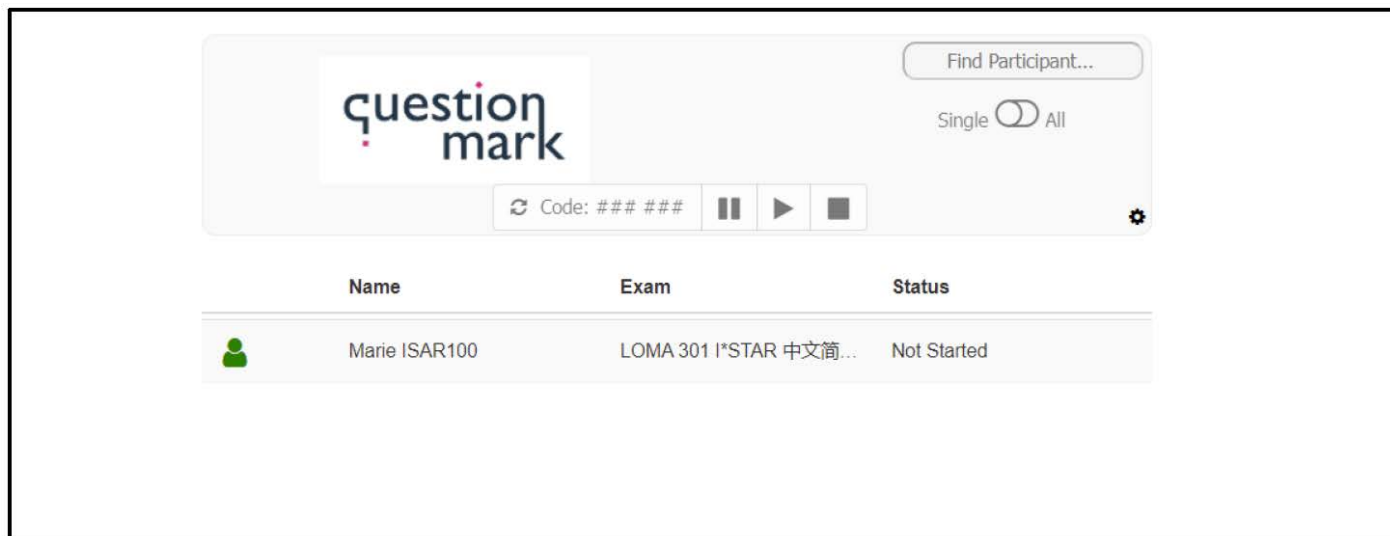 Find Participant...
question
mark
Single All
Code: ### ###
Name Exam Status
Marie ISAR100 LOMA 301 I*STAR 中文简... Not Started